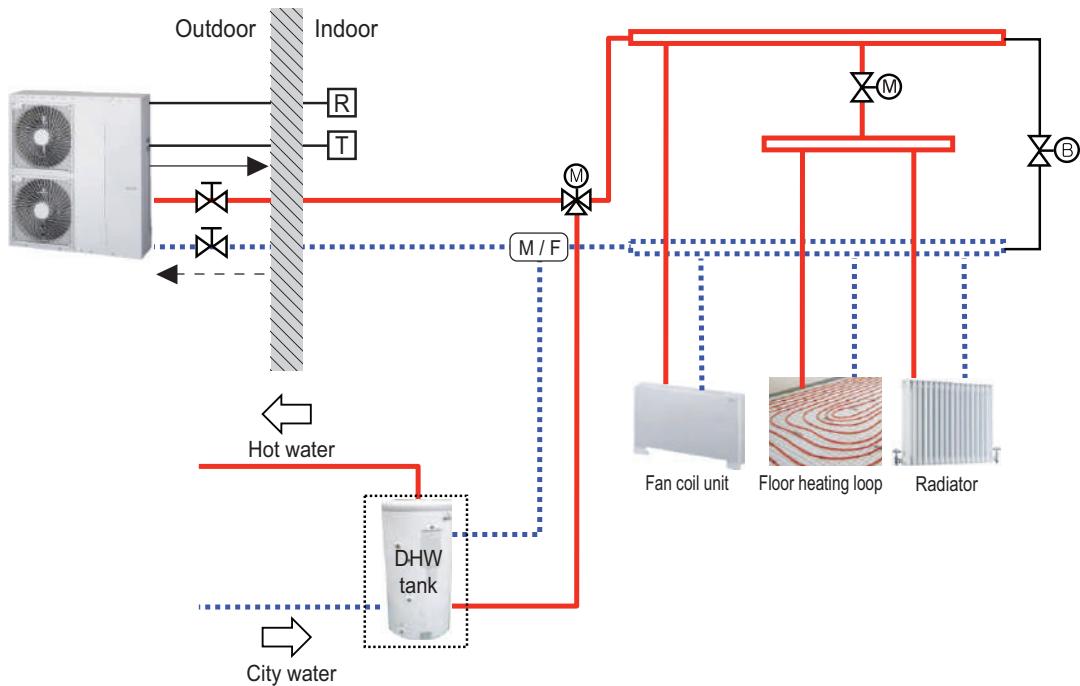 Outdoor
Indoor
R
T
M
M
B
M / F
Hot water
Fan coil unit
Floor heating loop
Radiator
DHW
tank
City water